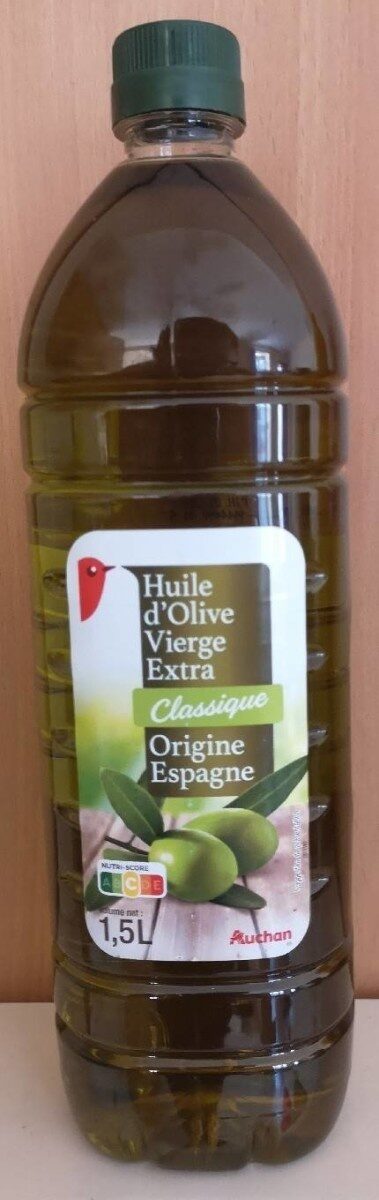 Huile
d'Olive
Vierge
Extra
Classique
Origine
Espagne
NUTRI-SCORE
A B C D E
Volume net :
1,5L
Auchan